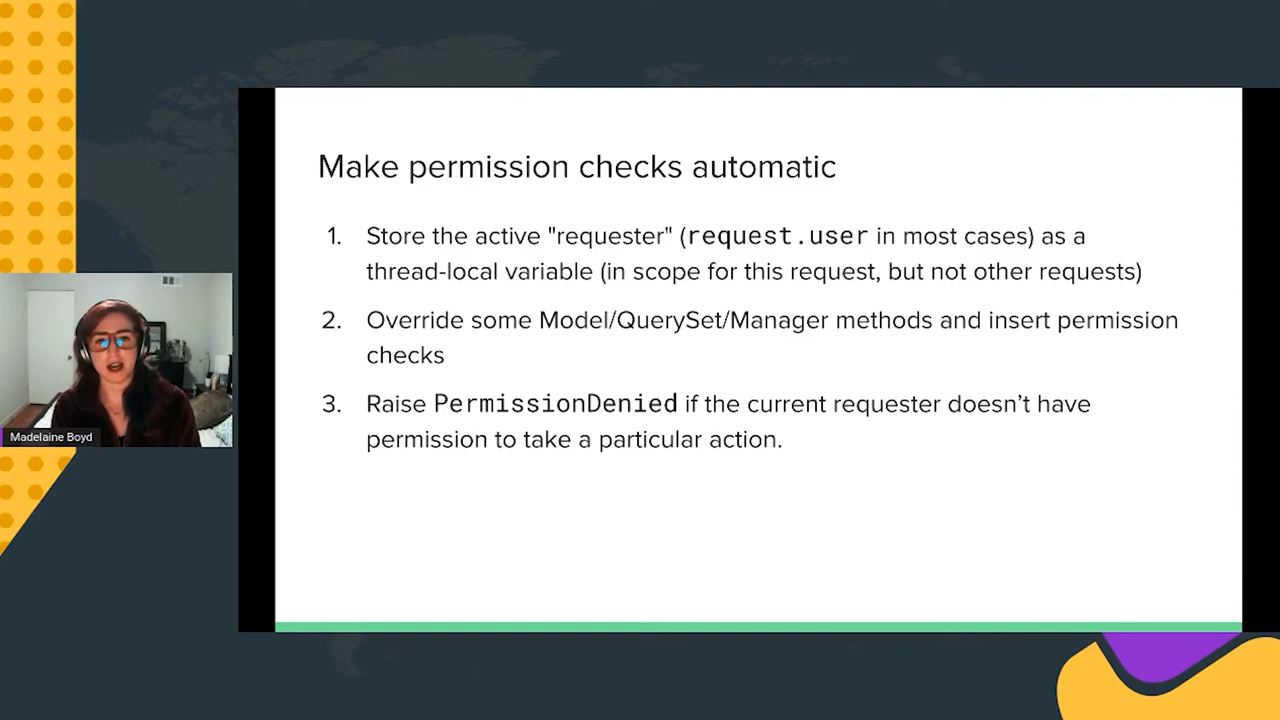 Make permission checks automatic
1. Store the active "requester" (request.user in most cases) as a
thread-local variable (in scope for this request, but not other requests)
2. Override some Model/QuerySet/Manager methods and insert permission
checks
3. Raise PermissionDenied if the current requester doesn’t have
permission to take a particular action.
Madelaine Boyd